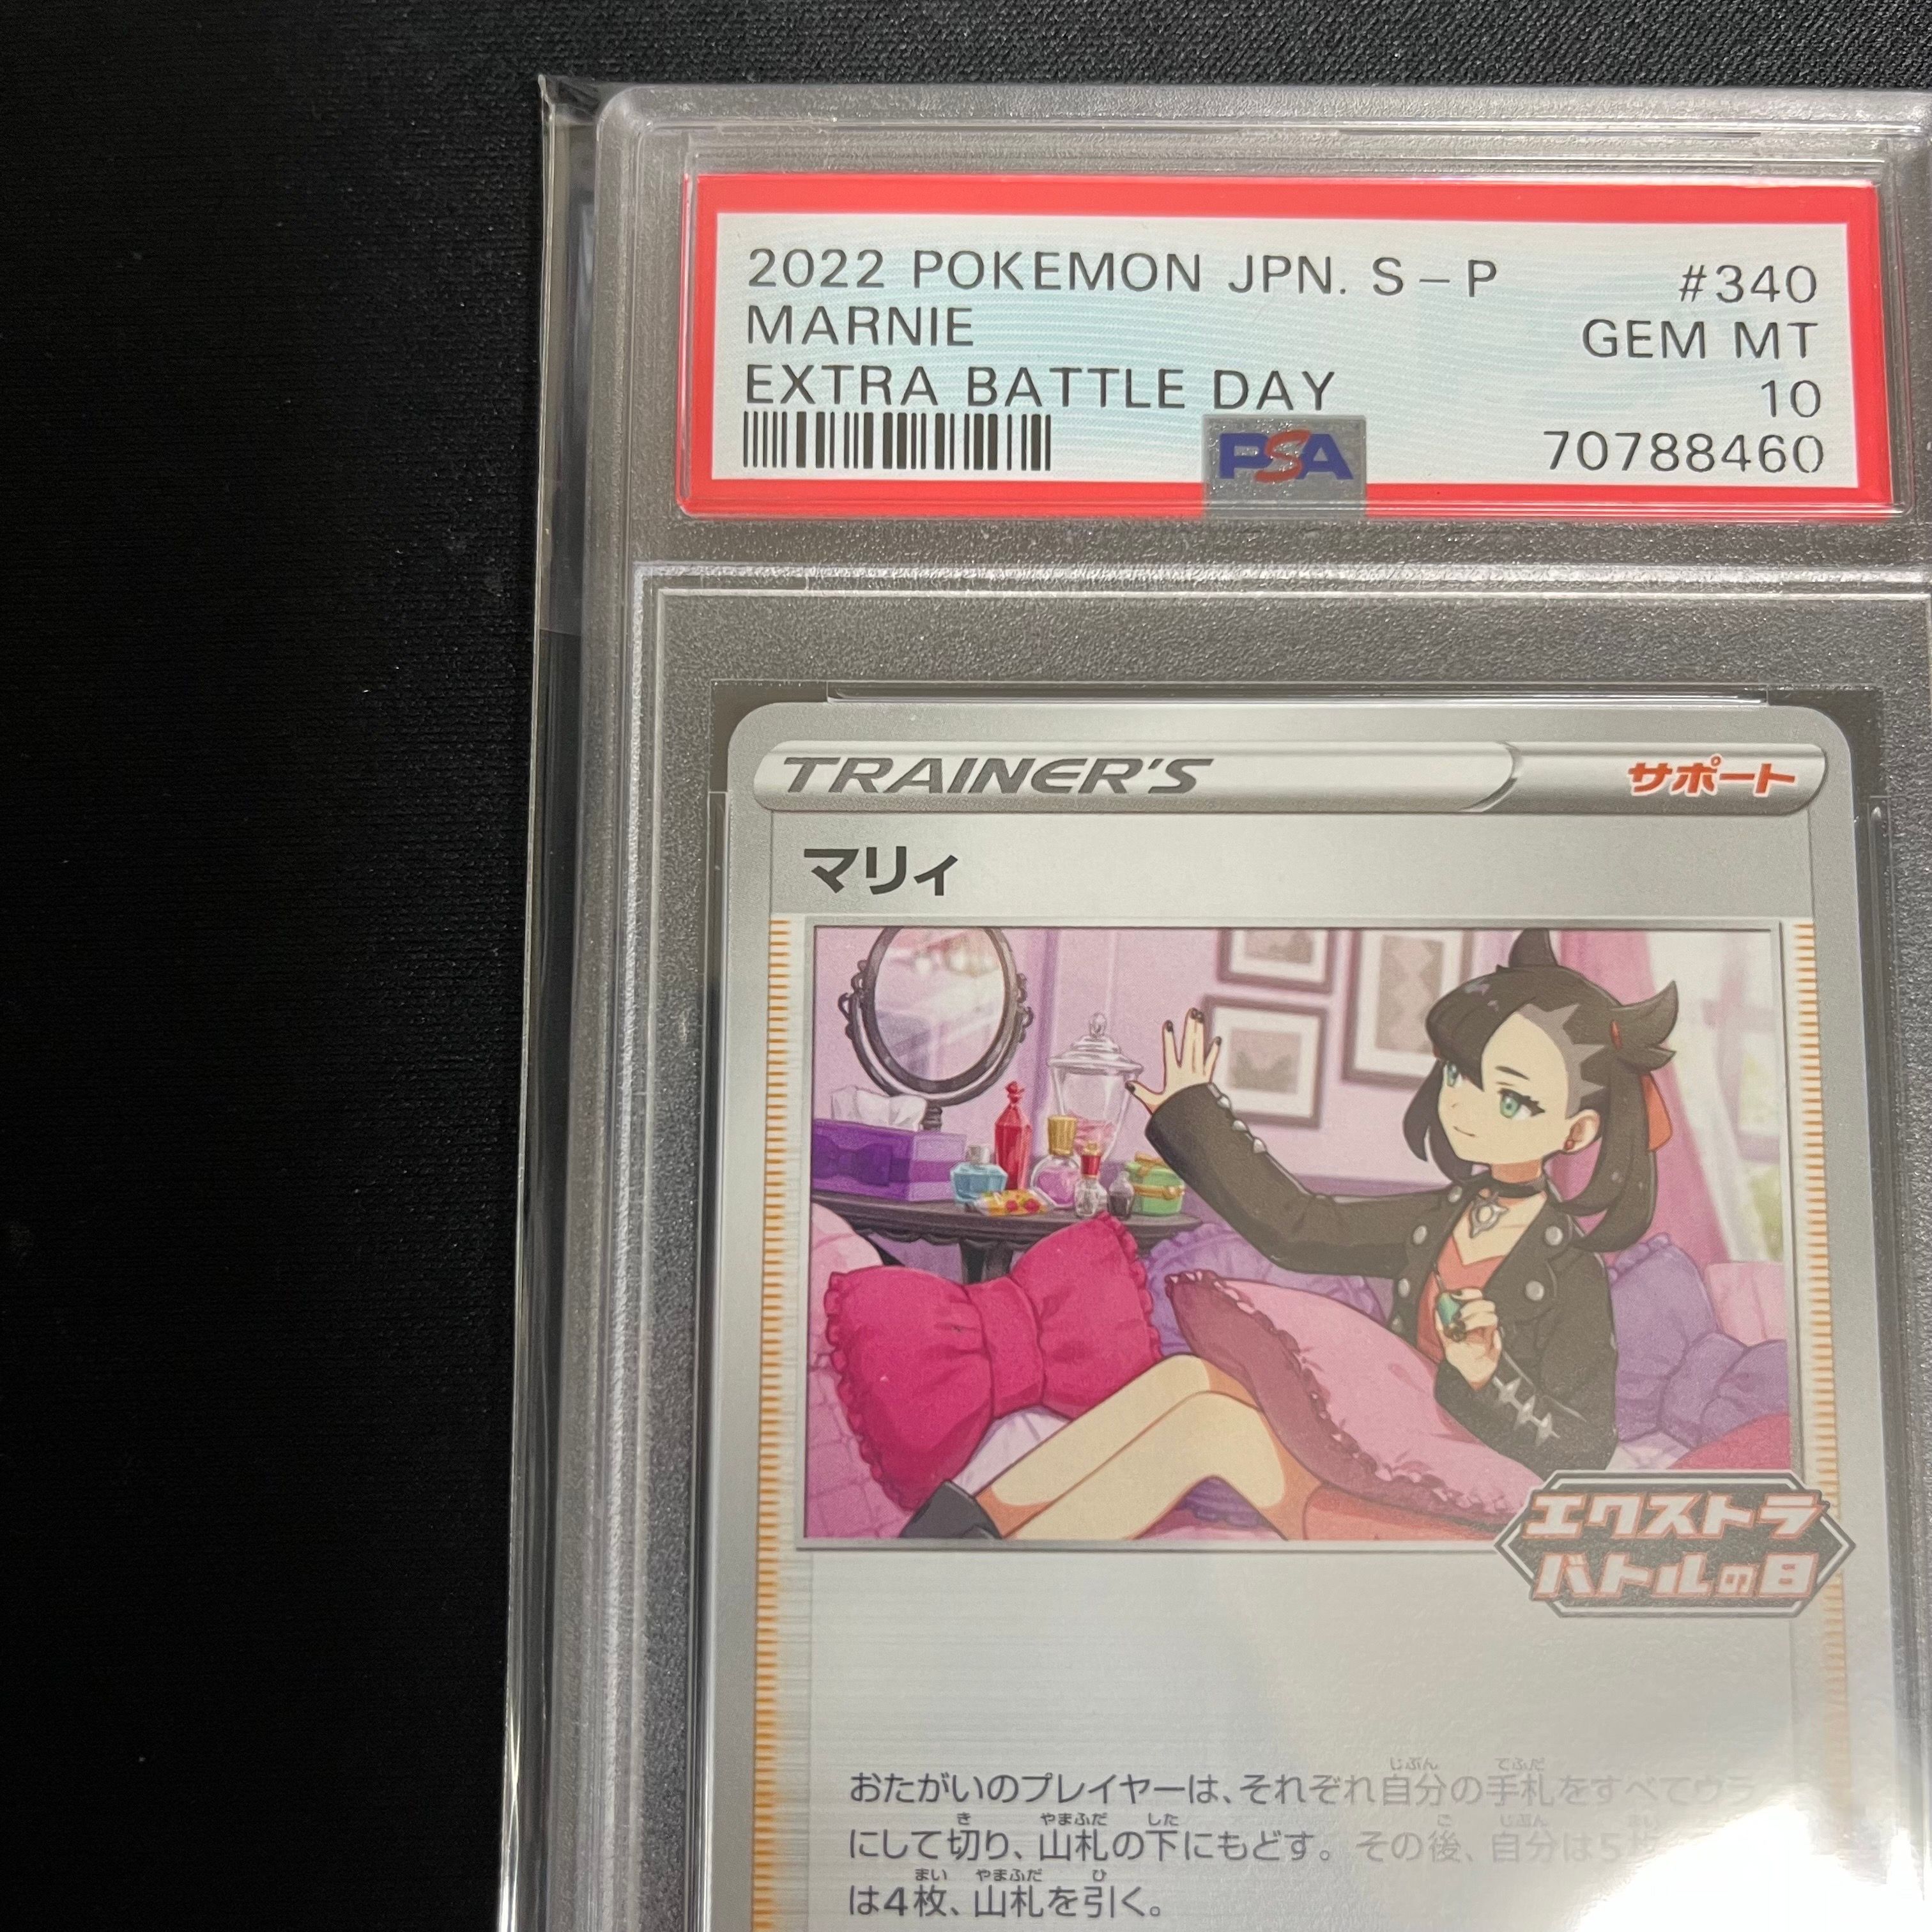 2022 POKEMON JPN. S-P #340
MARNIE GEM MT
EXTRA BATTLE DAY 10
PSA 70788460
TRAINER'S サポート
マリィ
エクストラ
バトルの日
おたがいのプレイヤーは、それぞれ自分の手札をすべてウラ
にして切り、山札の下にもどす。その後、自分は5
は4枚、山札を引く。